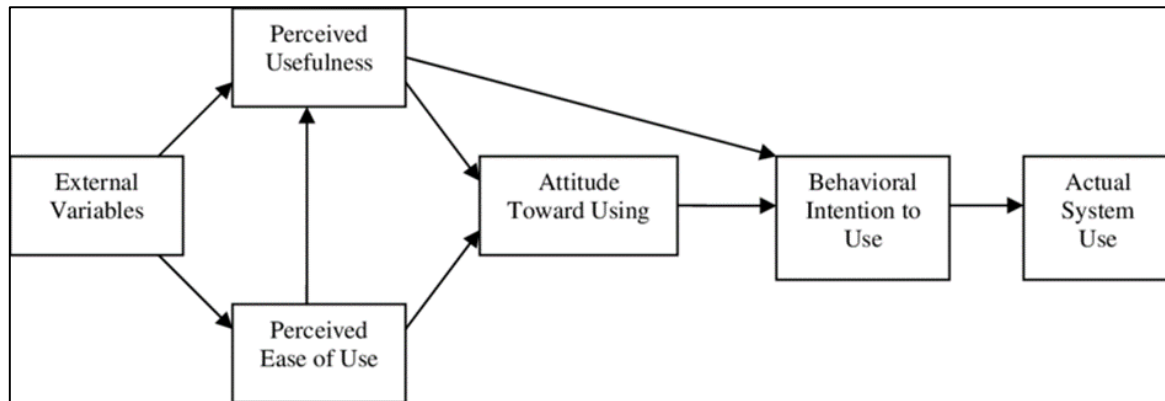 Perceived
Usefulness
External
Variables
Attitude
Toward Using
Behavioral
Intention to
Use
Actual
System
Use
Perceived
Ease of Use